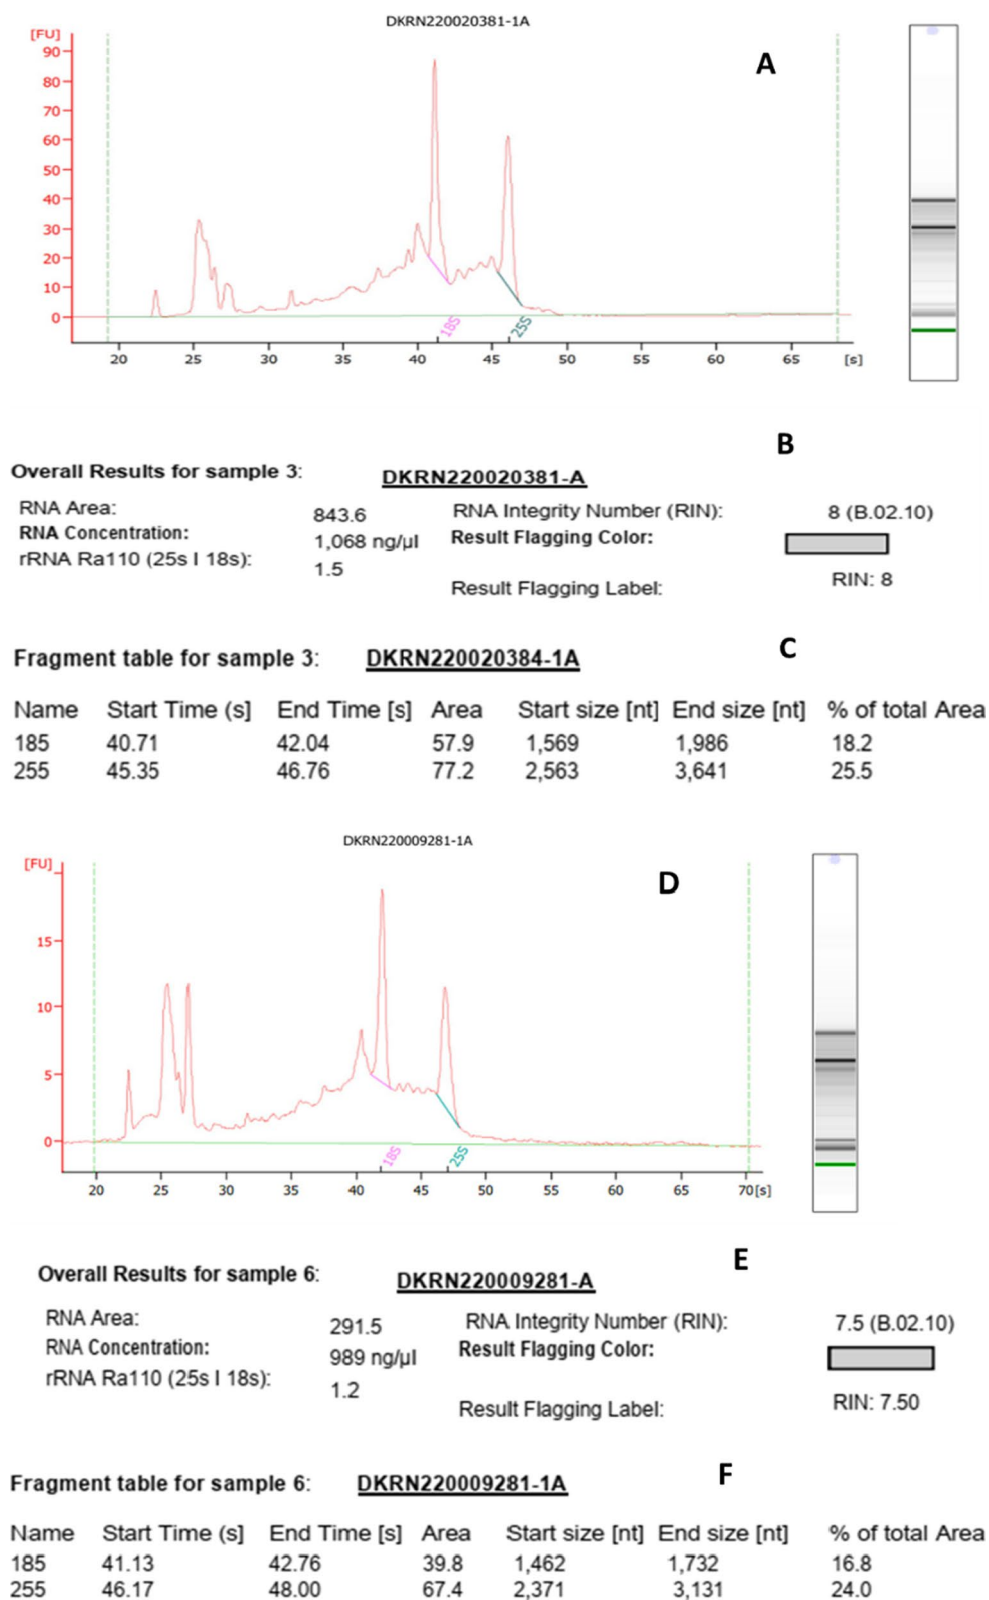 DKRN220020381-1A
[FU]
A
90
80
70
60
50
40
30
20
10
0
18S
25S
20 25 30 35 40 45 50 55 60 65 [s]
B
Overall Results for sample 3: DKRN220020381-A
RNA Area: 843.6 RNA Integrity Number (RIN): 8 (B.02.10)
RNA Concentration: 1,068 ng/µl Result Flagging Color:
rRNA Ra110 (25s I 18s): 1.5 Result Flagging Label: RIN: 8
C
Fragment table for sample 3: DKRN220020384-1A
Name Start Time (s] End Time [s] Area Start size [nt] End size [nt] % of total Area
185 40.71 42.04 57.9 1,569 1,986 18.2
255 45.35 46.76 77.2 2,563 3,641 25.5
DKRN220009281-1A
[FU]
D
15
10
5
0
18S
25S
20 25 30 35 40 45 50 55 60 65 70[s]
E
Overall Results for sample 6: DKRN220009281-A
RNA Area: 291.5 RNA Integrity Number (RIN): 7.5 (B.02.10)
RNA Concentration: 989 ng/µl Result Flagging Color:
rRNA Ra110 (25s I 18s): 1.2 Result Flagging Label: RIN: 7.50
F
Fragment table for sample 6: DKRN220009281-1A
Name Start Time (s) End Time [s] Area Start size [nt] End size [nt] % of total Area
185 41.13 42.76 39.8 1,462 1,732 16.8
255 46.17 48.00 67.4 2,371 3,131 24.0